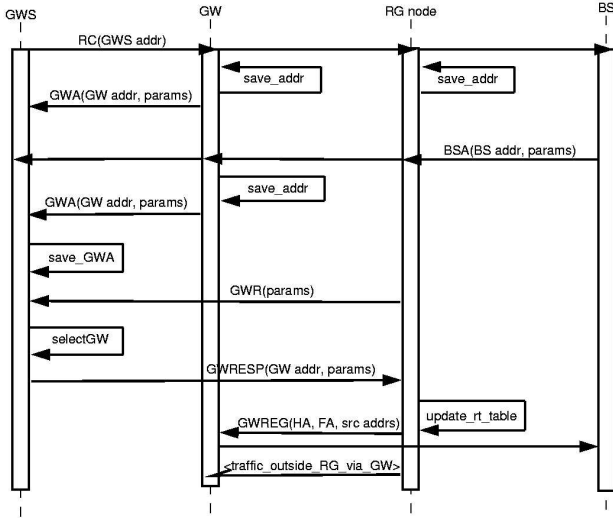 GWS GW RG node BS
RC(GWS addr)
save_addr save_addr
GWA(GW addr, params)
BSA(BS addr, params)
save_addr
GWA(GW addr, params)
save_GWA
GWR(params)
selectGW
GWRESP(GW addr, params)
update_rt_table
GWREG(HA, FA, src addrs)
<traffic_outside_RG_via_GW>